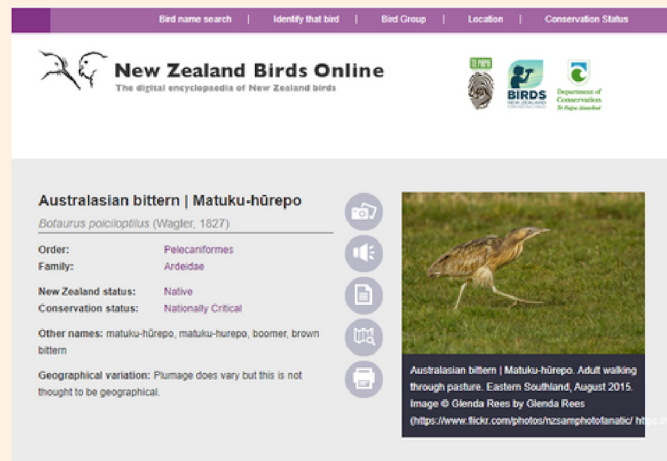 Bird name search | Identify that bird | Bird Group | Location | Conservation Status
New Zealand Birds Online
The digital encyclopaedia of New Zealand birds
TE PAPA
BIRDS
NEW ZEALAND
Department of
Conservation
Te Papa Atawhai
Australasian bittern | Matuku-hūrepo
Botaurus poiciloptilus (Wagler, 1827)
Order: Pelecaniformes
Family: Ardeidae
New Zealand status: Native
Conservation status: Nationally Critical
Other names: matuku-hūrepo, matuku-hurepo, boomer, brown
bittern
Geographical variation: Plumage does vary but this is not
thought to be geographical.
Australasian bittern | Matuku-hūrepo. Adult walking
through pasture. Eastern Southland, August 2015.
Image © Glenda Rees by Glenda Rees
(https://www.flickr.com/photos/nzsamphotofanatic/